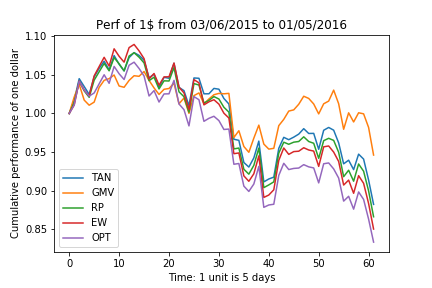 Perf of 1$ from 03/06/2015 to 01/05/2016
Cumulative performance of one dollar
1.10
1.05
1.00
0.95
0.90
0.85
TAN
GMV
RP
EW
OPT
0 10 20 30 40 50 60
Time: 1 unit is 5 days